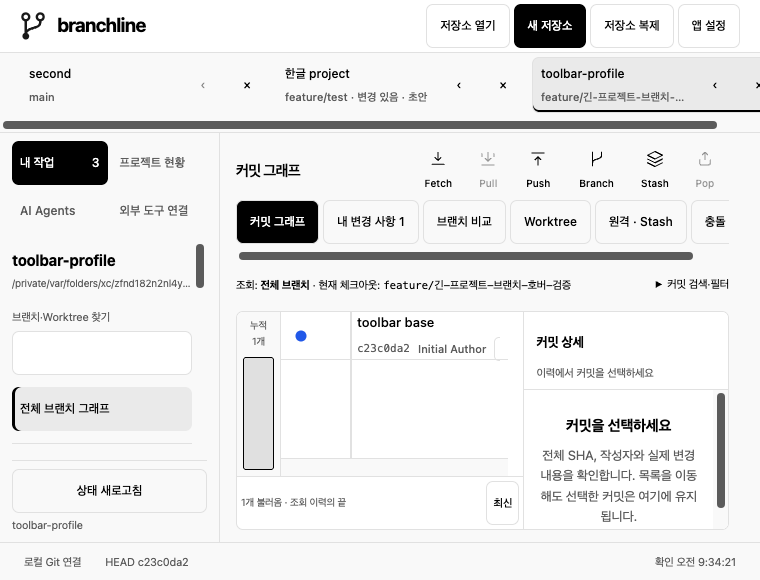 branchline
저장소 열기
새 저장소
저장소 복제
앱 설정
second
main
한글 project
feature/test · 변경 있음 · 초안
toolbar-profile
feature/긴-프로젝트-브랜치-...
내 작업 3
프로젝트 현황
AI Agents
외부 도구 연결
toolbar-profile
/private/var/folders/xc/zfnd182n2nl4y...
브랜치·Worktree 찾기
전체 브랜치 그래프
상태 새로고침
toolbar-profile
커밋 그래프
Fetch
Pull
Push
Branch
Stash
Pop
커밋 그래프
내 변경 사항 1
브랜치 비교
Worktree
원격 · Stash
충돌
조회: 전체 브랜치 · 현재 체크아웃: feature/긴-프로젝트-브랜치-호버-검증
▶ 커밋 검색·필터
누적
1개
toolbar base
c23c0da2 Initial Author
1개 불러옴 · 조회 이력의 끝
최신
커밋 상세
이력에서 커밋을 선택하세요
커밋을 선택하세요
전체 SHA, 작성자와 실제 변경
내용을 확인합니다. 목록을 이동
해도 선택한 커밋은 여기에 유지
됩니다.
로컬 Git 연결
HEAD c23c0da2
확인 오전 9:34:21